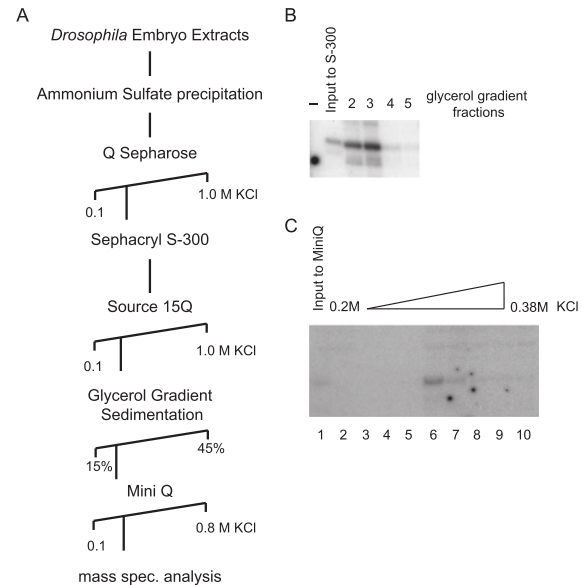 A
Drosophila Embryo Extracts
Ammonium Sulfate precipitation
Q Sepharose
0.1
1.0 M KCl
Sephacryl S-300
Source 15Q
0.1
1.0 M KCl
Glycerol Gradient
Sedimentation
15%
45%
Mini Q
0.1
0.8 M KCl
mass spec. analysis
B
– Input to S-300 2 3 4 5
glycerol gradient
fractions
C
Input to MiniQ
0.2M 0.38M KCl
1 2 3 4 5 6 7 8 9 10